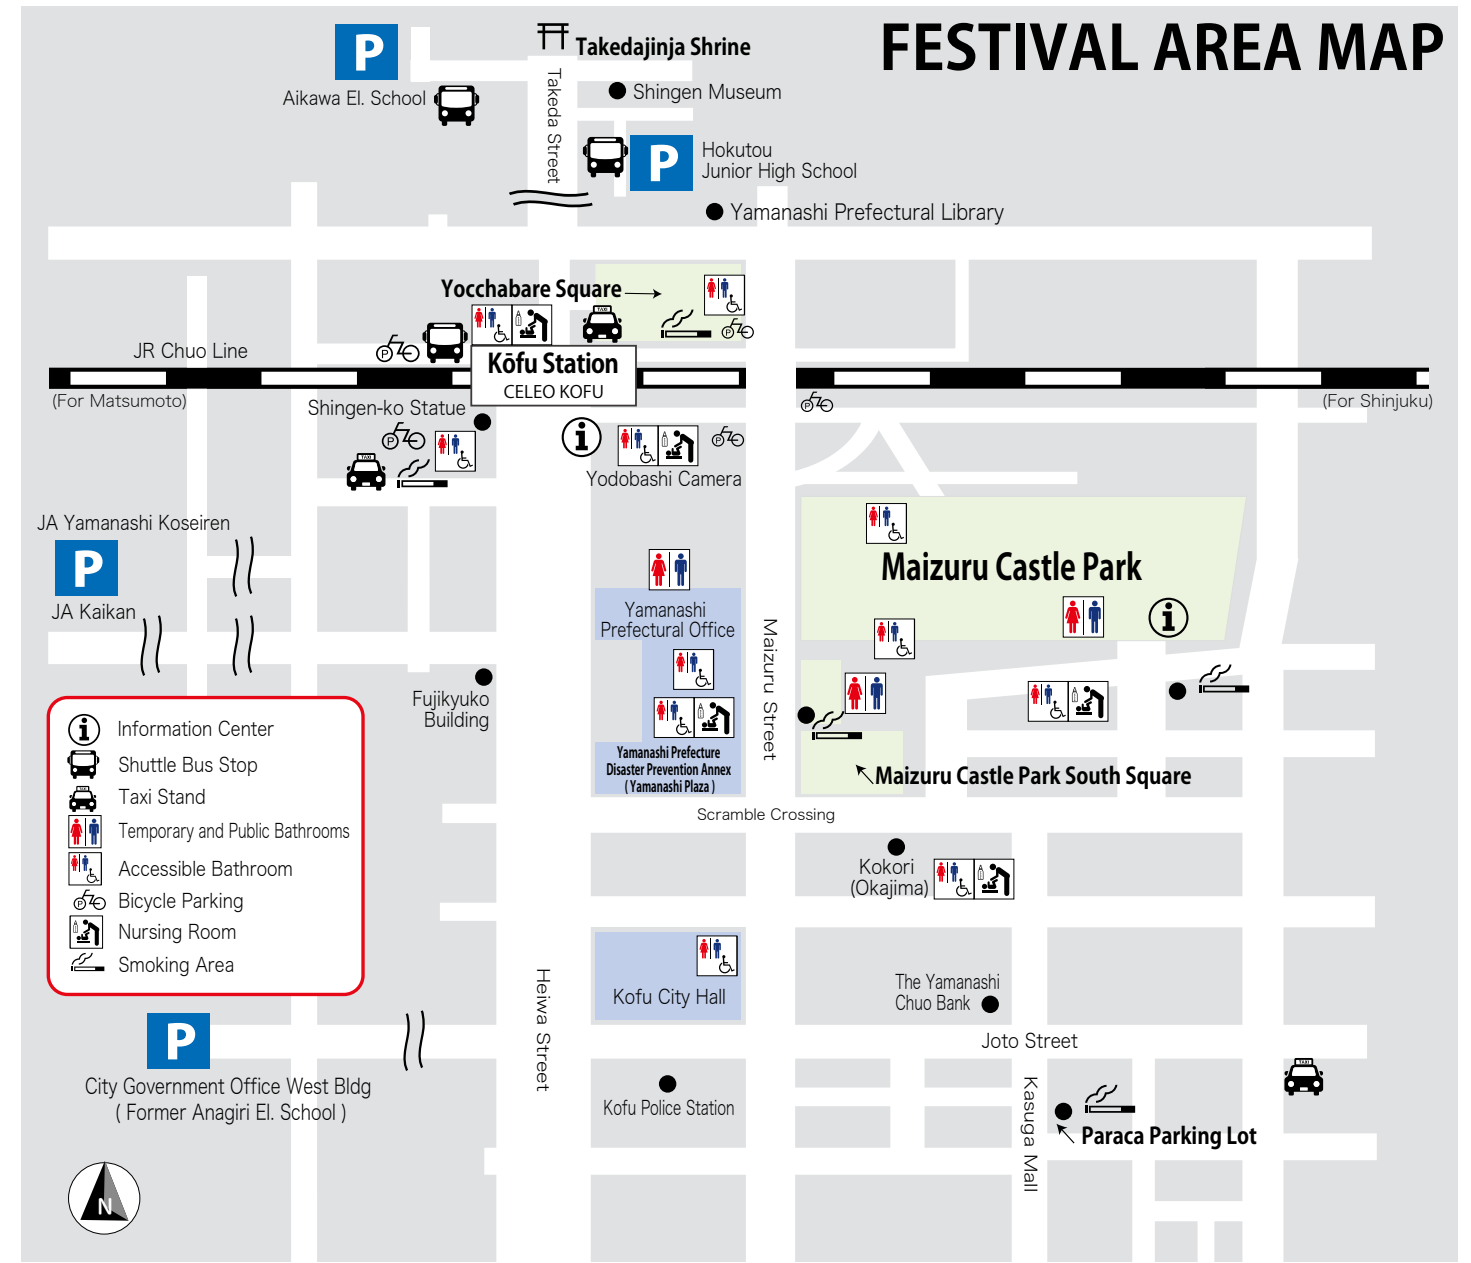 FESTIVAL AREA MAP
P
Takedajinja Shrine
Aikawa El. School
Shingen Museum
Takeda Street
P
Hokutou
Junior High School
Yamanashi Prefectural Library
Yocchabare Square
TAXI
P
P
JR Chuo Line
Kōfu Station
CELEO KOFU
(For Matsumoto)
(For Shinjuku)
P
Shingen-ko Statue
P
i
P
TAXI
Yodobashi Camera
JA Yamanashi Koseiren
P
JA Kaikan
Maizuru Castle Park
i
Yamanashi
Prefectural Office
Maizuru Street
Fujikyuko
Building
Yamanashi Prefecture
Disaster Prevention Annex
( Yamanashi Plaza )
Maizuru Castle Park South Square
Scramble Crossing
i
Information Center
Shuttle Bus Stop
TAXI
Taxi Stand
Temporary and Public Bathrooms
Accessible Bathroom
P
Bicycle Parking
Nursing Room
Smoking Area
Kokori
(Okajima)
Kofu City Hall
Heiwa Street
The Yamanashi
Chuo Bank
Joto Street
P
City Government Office West Bldg
( Former Anagiri El. School )
Kofu Police Station
Kasuga Mall
TAXI
Paraca Parking Lot
N